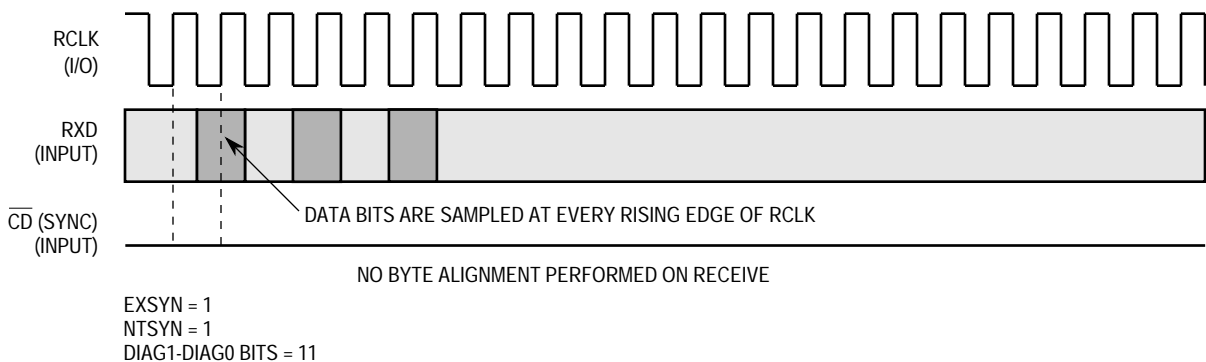 RCLK
(I/O)
RXD
(INPUT)
DATA BITS ARE SAMPLED AT EVERY RISING EDGE OF RCLK
CD (SYNC)
(INPUT)
NO BYTE ALIGNMENT PERFORMED ON RECEIVE
EXSYN = 1
NTSYN = 1
DIAG1-DIAG0 BITS = 11